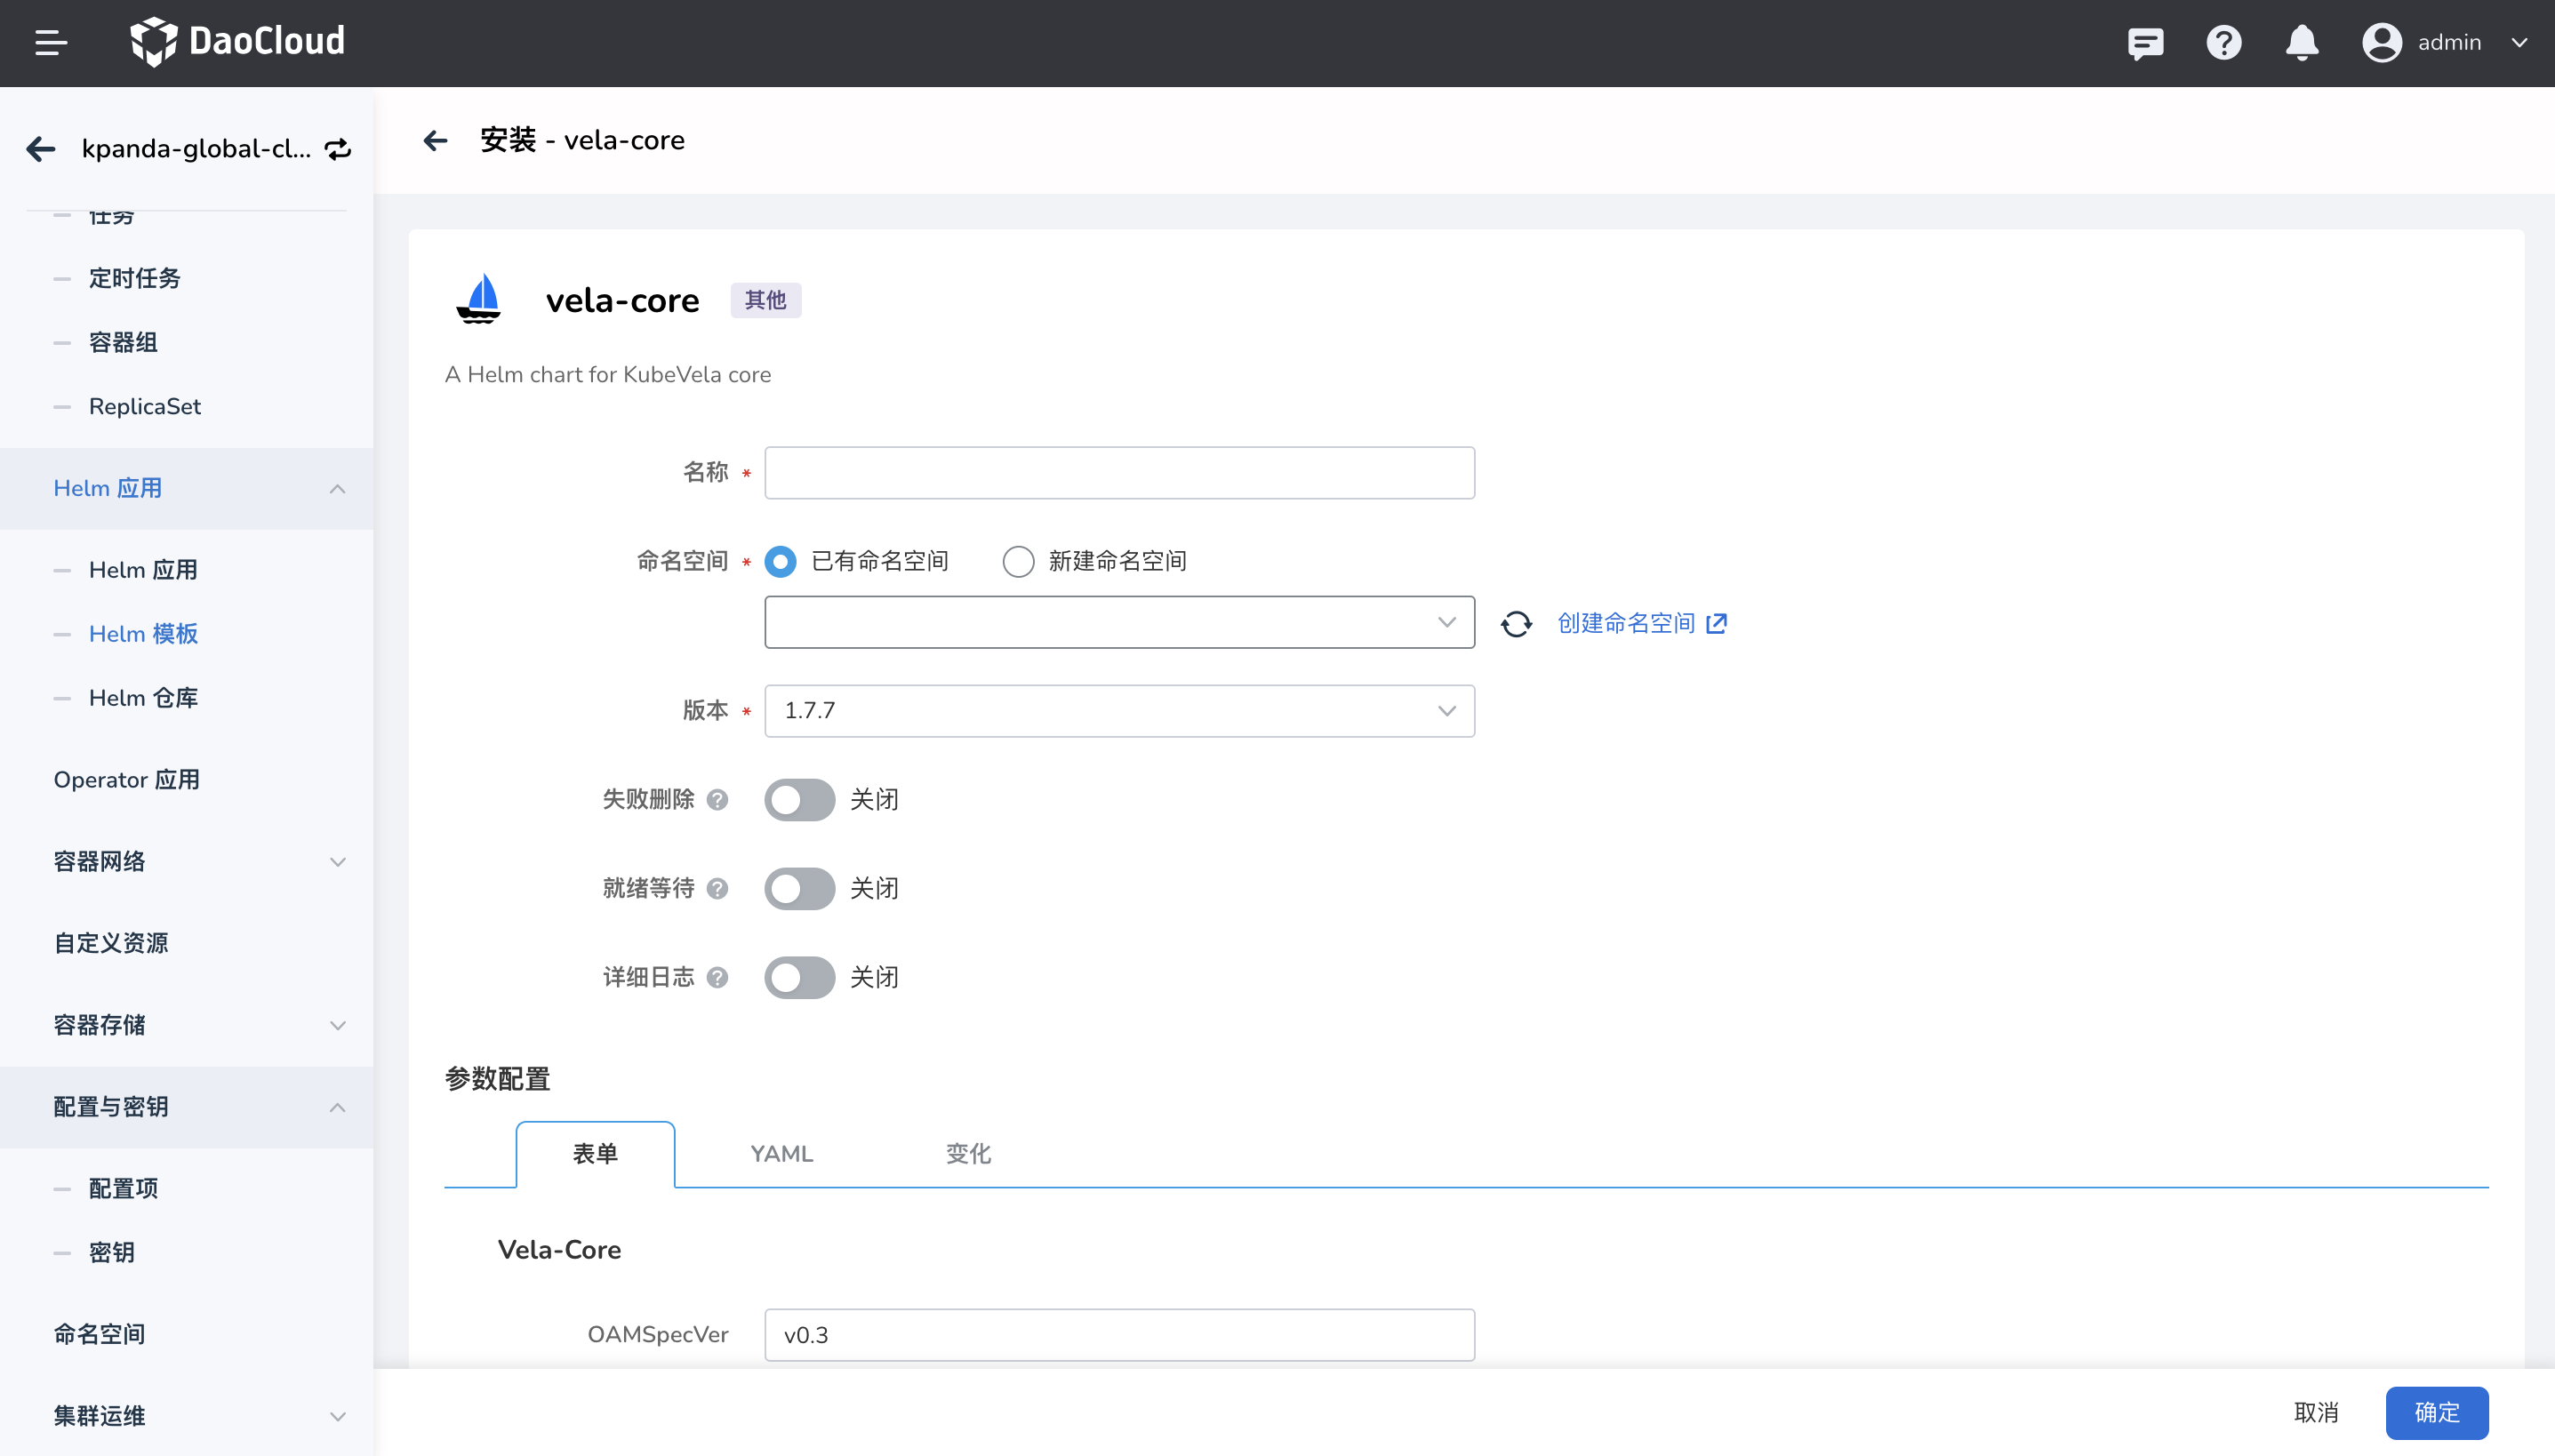 DaoCloud
admin
kpanda-global-cl...
安装 - vela-core
任务
定时任务
容器组
ReplicaSet
Helm 应用
Helm 应用
Helm 模板
Helm 仓库
Operator 应用
容器网络
自定义资源
容器存储
配置与密钥
配置项
密钥
命名空间
集群运维
vela-core 其他
A Helm chart for KubeVela core
名称 *
命名空间 * 已有命名空间 新建命名空间
创建命名空间
版本 * 1.7.7
失败删除 关闭
就绪等待 关闭
详细日志 关闭
参数配置
表单 YAML 变化
Vela-Core
OAMSpecVer v0.3
取消 确定